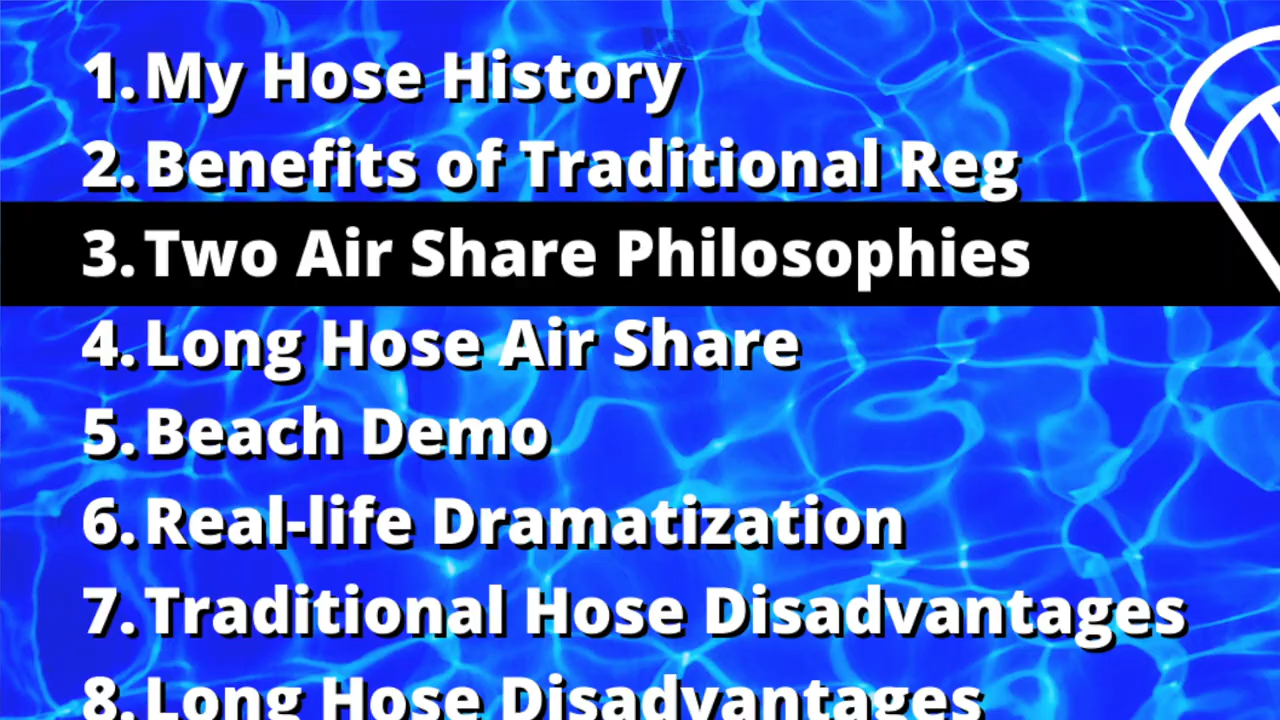 1. My Hose History
2. Benefits of Traditional Reg
3. Two Air Share Philosophies
4. Long Hose Air Share
5. Beach Demo
6. Real-life Dramatization
7. Traditional Hose Disadvantages
8. Long Hose Disadvantages